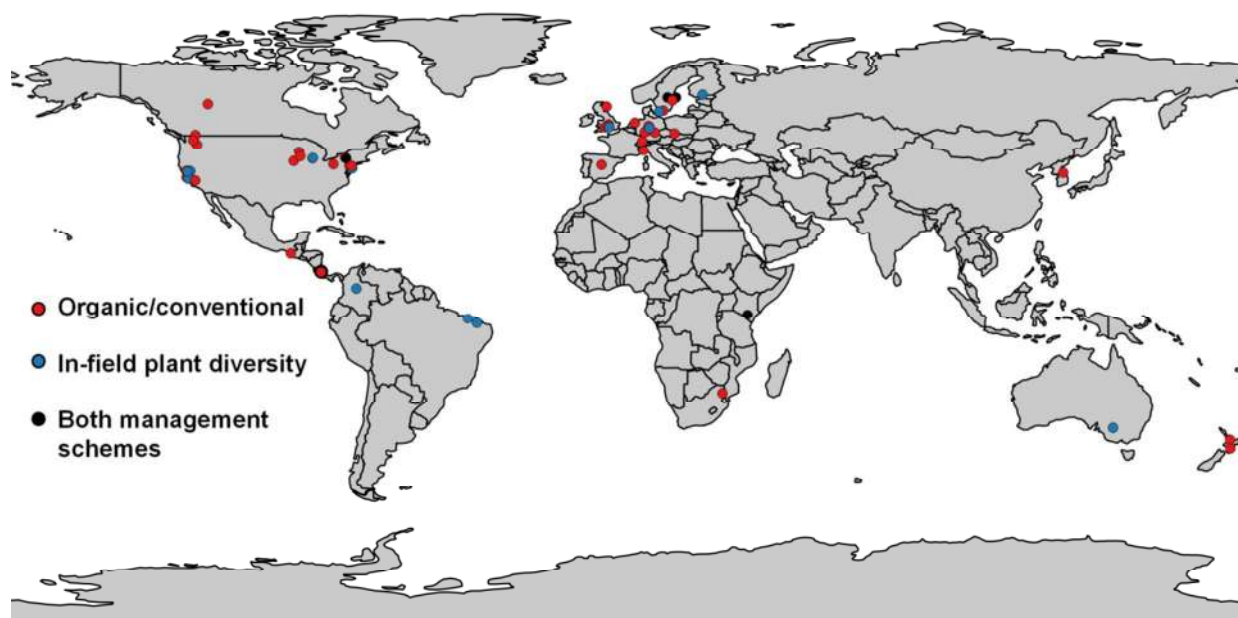 Organic/conventional
In-field plant diversity
Both management
schemes